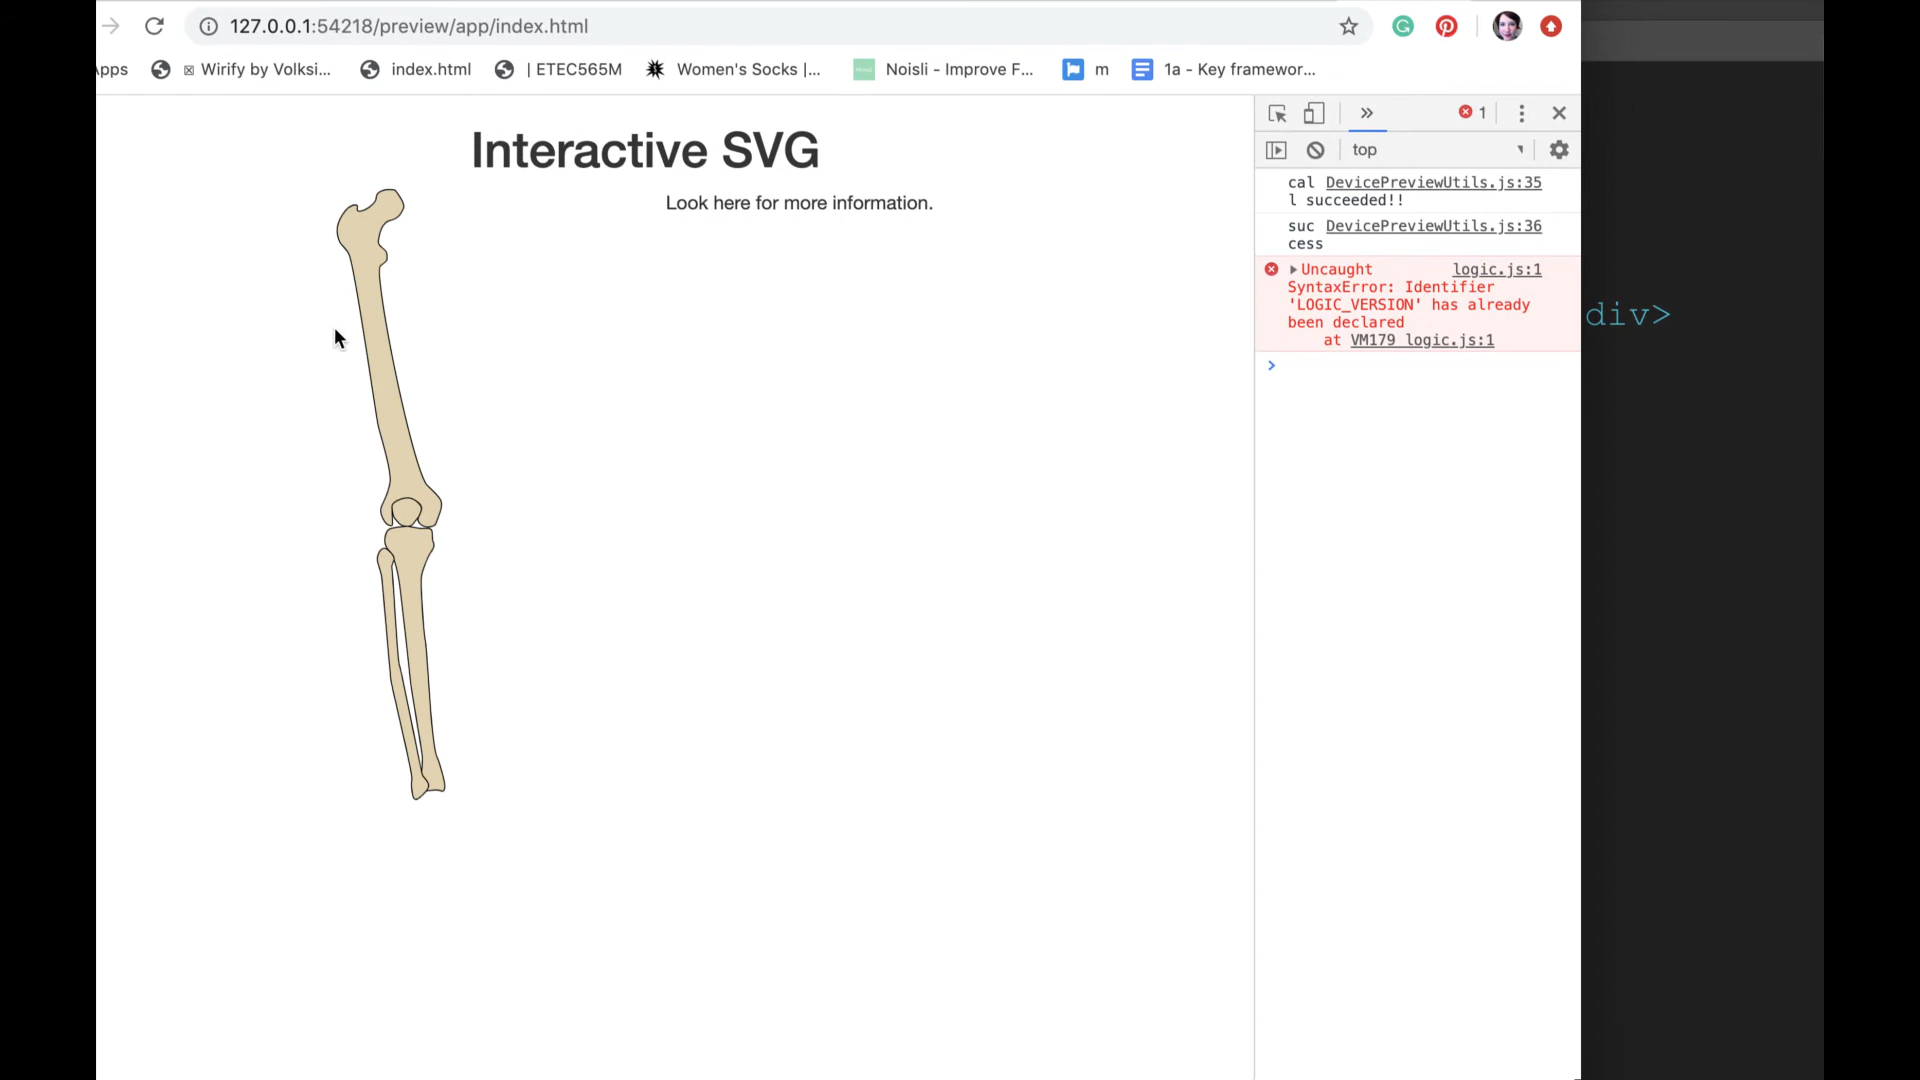 127.0.0.1:54218/preview/app/index.html
pps Wirify by Volksi... index.html | ETEC565M Women's Socks |... Noisli - Improve F... m 1a - Key framewor...
1
top
Interactive SVG
Look here for more information.
cal DevicePreviewUtils.js:35
l succeeded!!
suc DevicePreviewUtils.js:36
cess
Uncaught logic.js:1
SyntaxError: Identifier
'LOGIC_VERSION' has already
been declared
at VM179 logic.js:1
div>